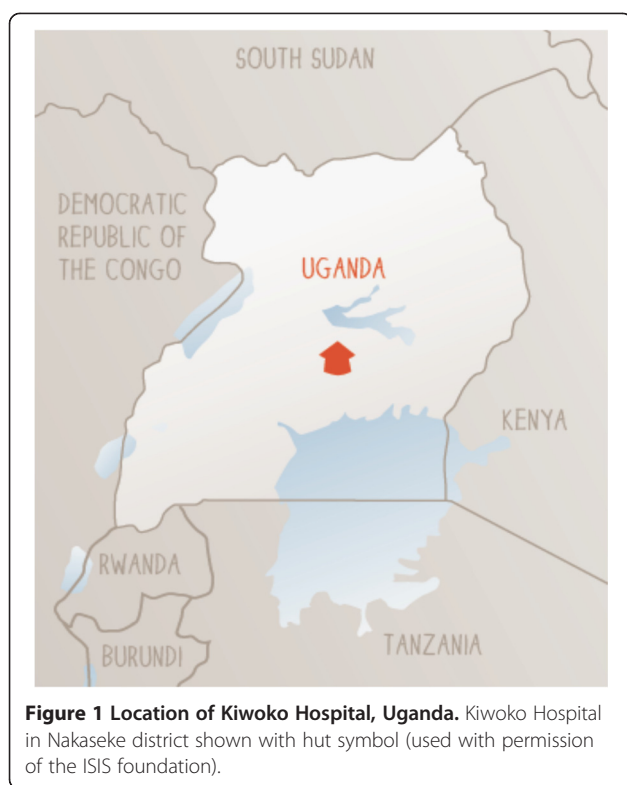 SOUTH SUDAN
DEMOCRATIC
REPUBLIC OF
THE CONGO
UGANDA
KENYA
RWANDA
BURUNDI
TANZANIA
Figure 1 Location of Kiwoko Hospital, Uganda. Kiwoko Hospital
in Nakaseke district shown with hut symbol (used with permission
of the ISIS foundation).